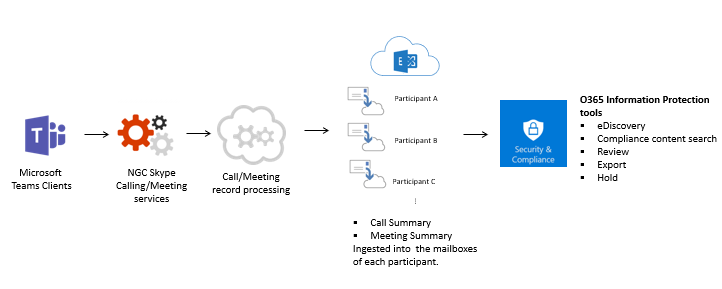 T
Microsoft
Teams Clients
NGC Skype
Calling/Meeting
services
Call/Meeting
record processing
E
Participant A
Participant B
Participant C
⋮
▪ Call Summary
▪ Meeting Summary
Ingested into the mailboxes
of each participant.
Security &
Compliance
O365 Information Protection
tools
▪ eDiscovery
▪ Compliance content search
▪ Review
▪ Export
▪ Hold